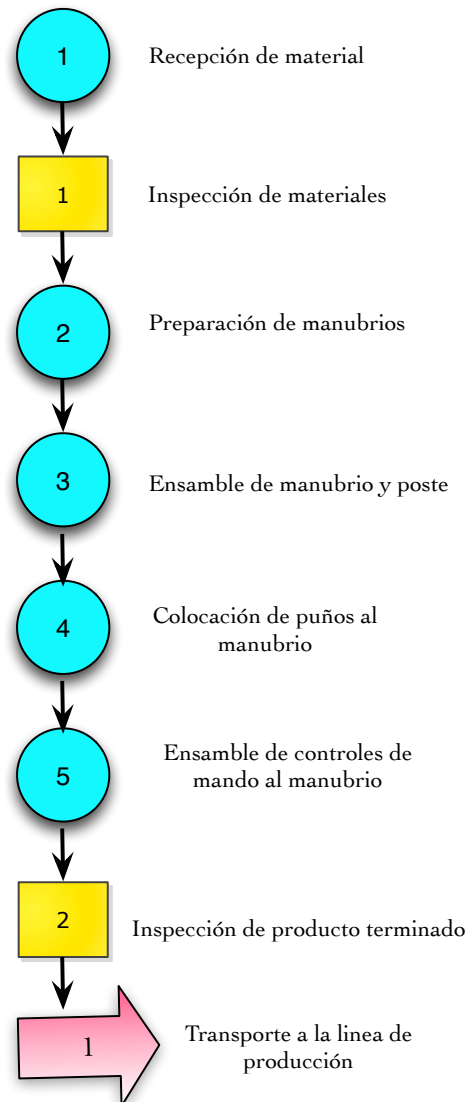 1
Recepción de material
1
Inspección de materiales
2
Preparación de manubrios
3
Ensamble de manubrio y poste
4
Colocación de puños al
manubrio
5
Ensamble de controles de
mando al manubrio
2
Inspección de producto terminado
1
Transporte a la linea de
producción